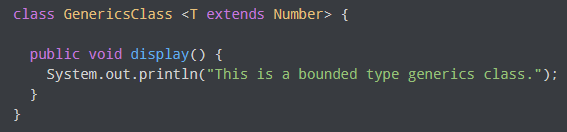 class GenericsClass <T extends Number> {
public void display() {
System.out.println("This is a bounded type generics class.");
}
}